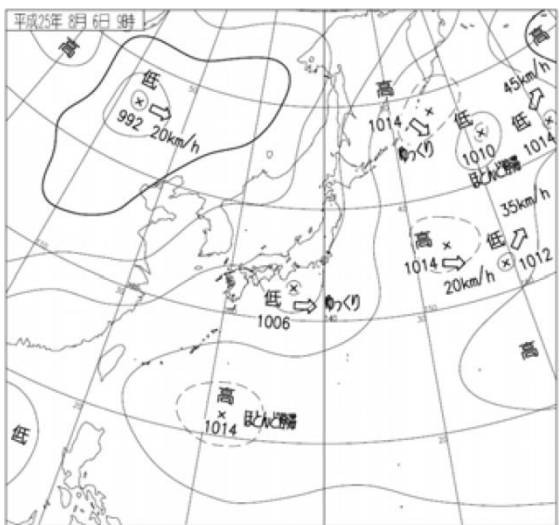 平成25年 8月 6日 9時
高
高
低
992
20km/h
高
1014
ゆっくり
低
1010
ほとんど停滞
45km/h
低
1014
35km/h
高
1014
20km/h
低
1012
低
1006
ゆっくり
140
高
高
1014
ほとんど停滞
低